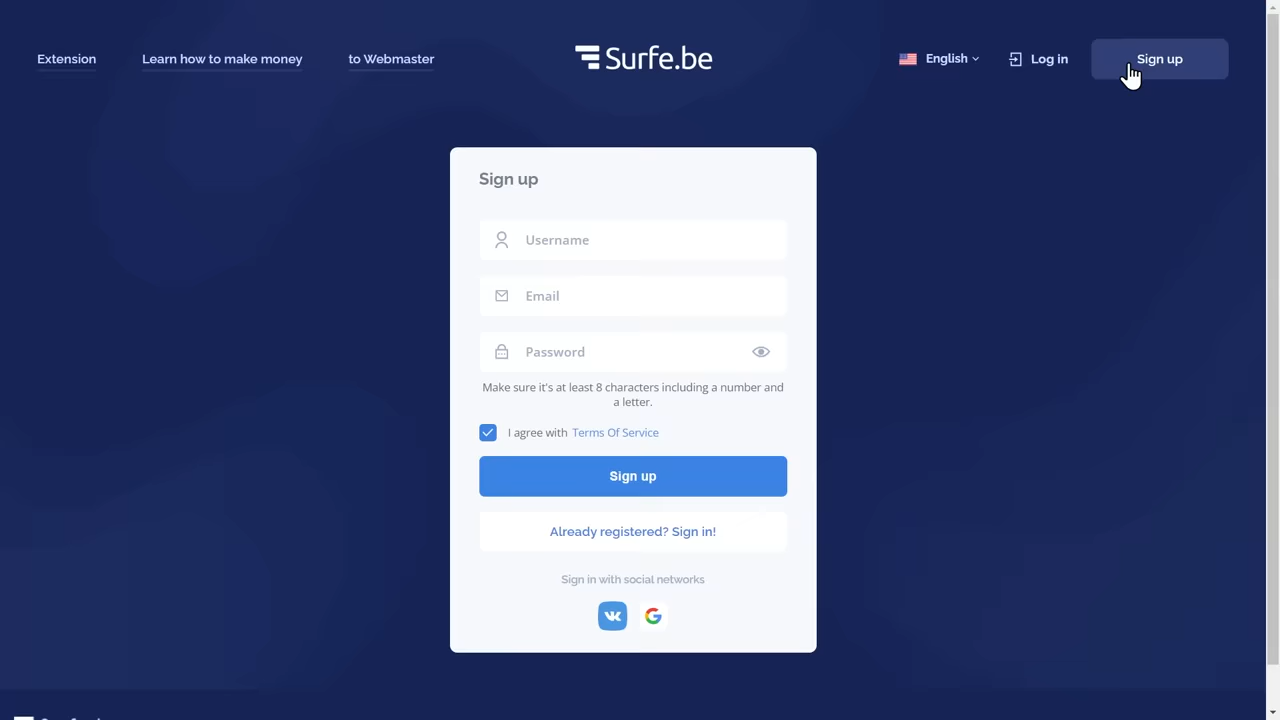 Extension
Learn how to make money
to Webmaster
Surfe.be
English
Log in
Sign up
Sign up
Username
Email
Password
Make sure it's at least 8 characters including a number and
a letter.
I agree with Terms Of Service
Sign up
Already registered? Sign in!
Sign in with social networks